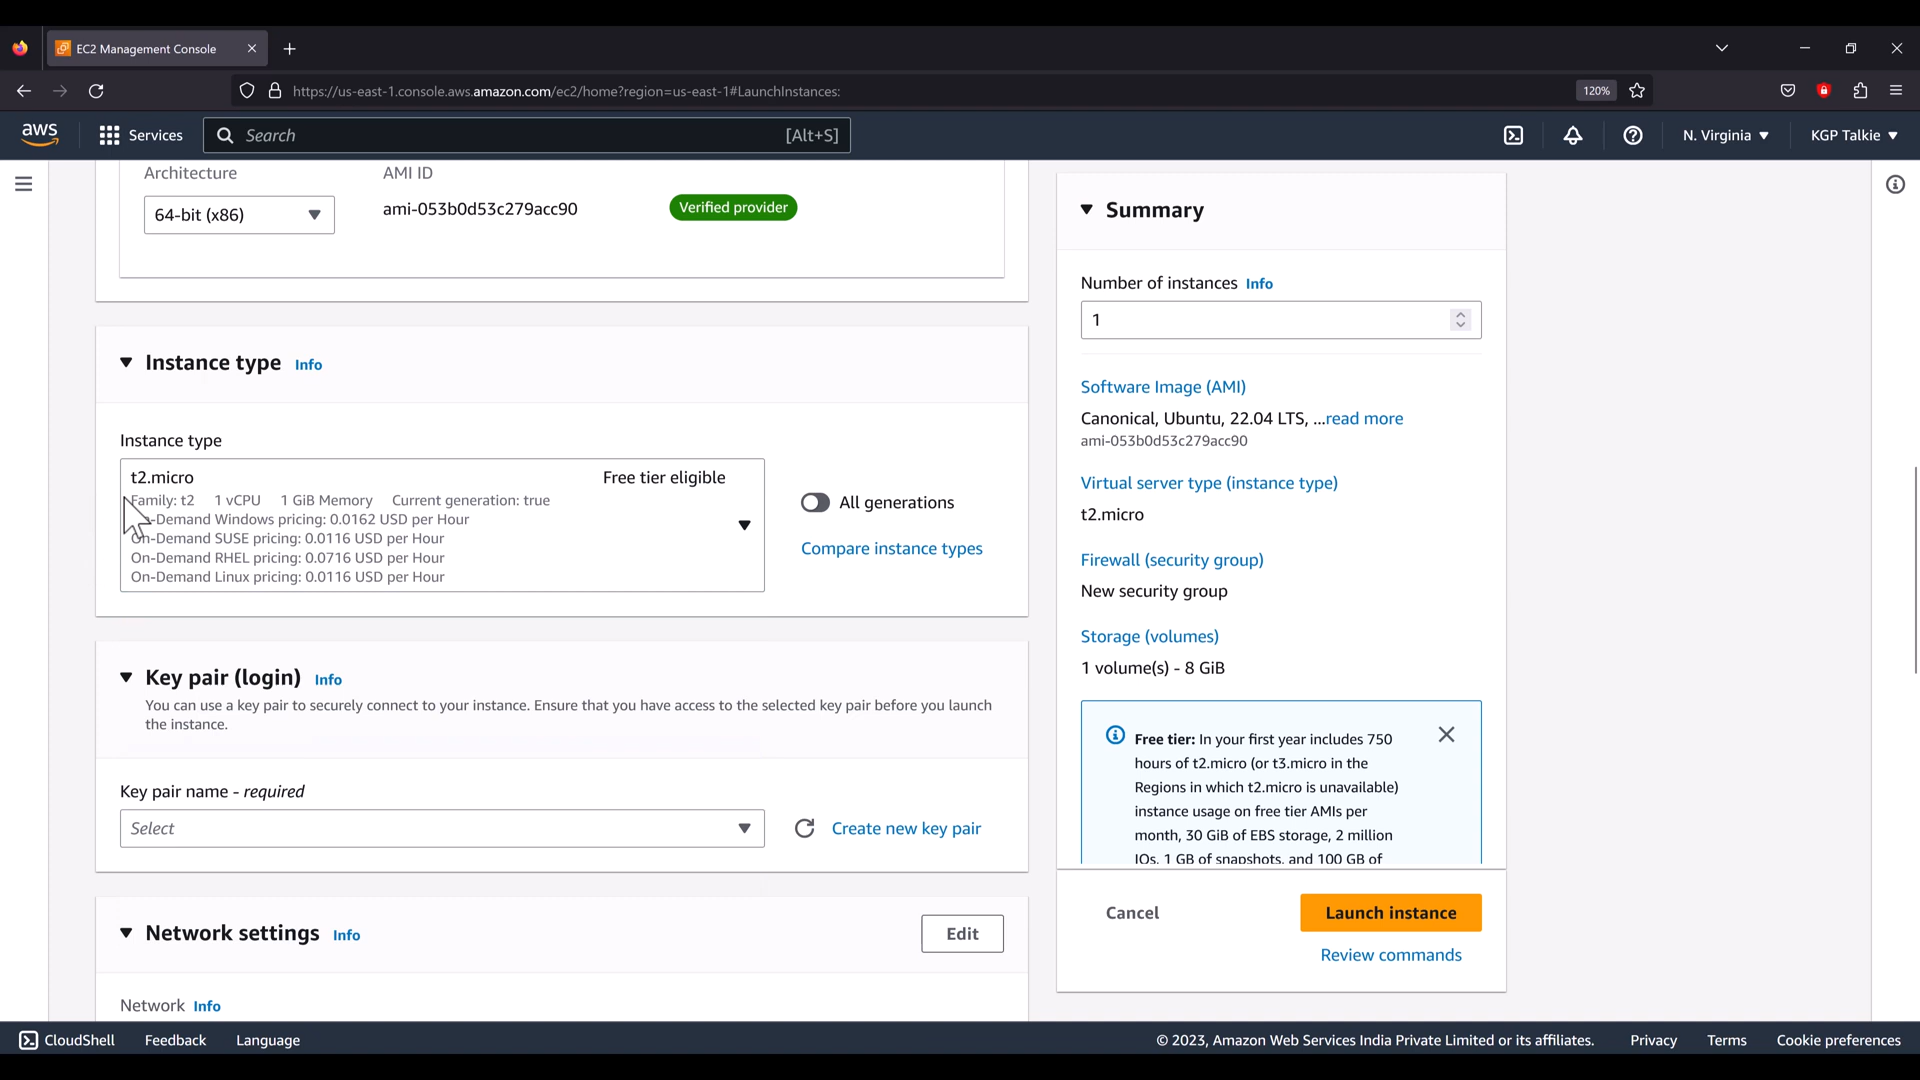 EC2 Management Console
https://us-east-1.console.aws.amazon.com/ec2/home?region=us-east-1#LaunchInstances:
120%
aws
Services
Search
[Alt+S]
N. Virginia
KGP Talkie
Architecture
AMI ID
64-bit (x86)
ami-053b0d53c279acc90
Verified provider
Instance type Info
Instance type
t2.micro
Free tier eligible
Family: t2 1 vCPU 1 GiB Memory Current generation: true
On-Demand Windows pricing: 0.0162 USD per Hour
On-Demand SUSE pricing: 0.0116 USD per Hour
On-Demand RHEL pricing: 0.0716 USD per Hour
On-Demand Linux pricing: 0.0116 USD per Hour
All generations
Compare instance types
Key pair (login) Info
You can use a key pair to securely connect to your instance. Ensure that you have access to the selected key pair before you launch
the instance.
Key pair name - required
Select
Create new key pair
Network settings Info
Edit
Network Info
Summary
Number of instances Info
1
Software Image (AMI)
Canonical, Ubuntu, 22.04 LTS, ...read more
ami-053b0d53c279acc90
Virtual server type (instance type)
t2.micro
Firewall (security group)
New security group
Storage (volumes)
1 volume(s) - 8 GiB
Free tier: In your first year includes 750
hours of t2.micro (or t3.micro in the
Regions in which t2.micro is unavailable)
instance usage on free tier AMIs per
month, 30 GiB of EBS storage, 2 million
IOs, 1 GB of snapshots, and 100 GB of
Cancel
Launch instance
Review commands
CloudShell
Feedback
Language
© 2023, Amazon Web Services India Private Limited or its affiliates.
Privacy
Terms
Cookie preferences